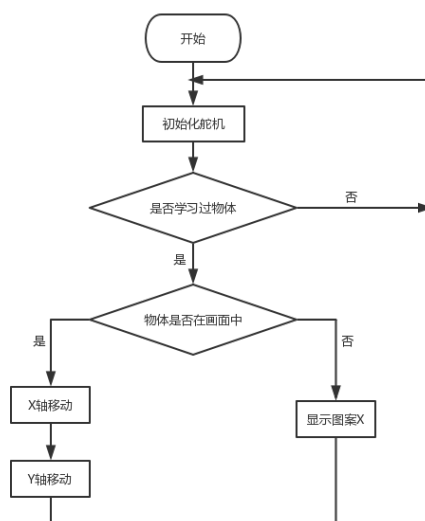 开始
初始化舵机
是否学习过物体
否
是
物体是否在画面中
是
否
X轴移动
显示图案X
Y轴移动